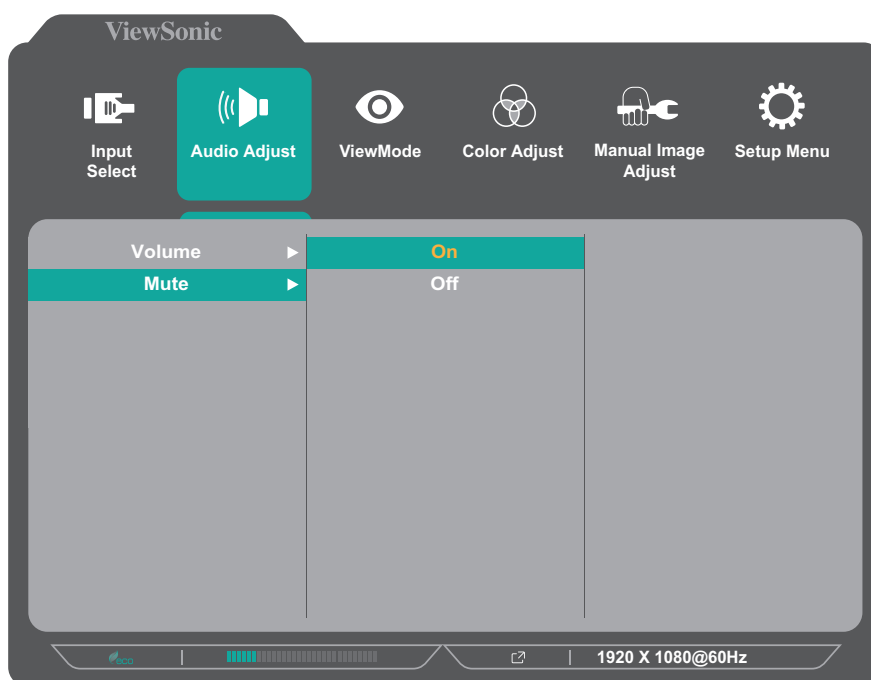 ViewSonic
Input
Select
Audio Adjust
ViewMode
Color Adjust
Manual Image
Adjust
Setup Menu
Volume
On
Mute
Off
eco
1920 X 1080@60Hz